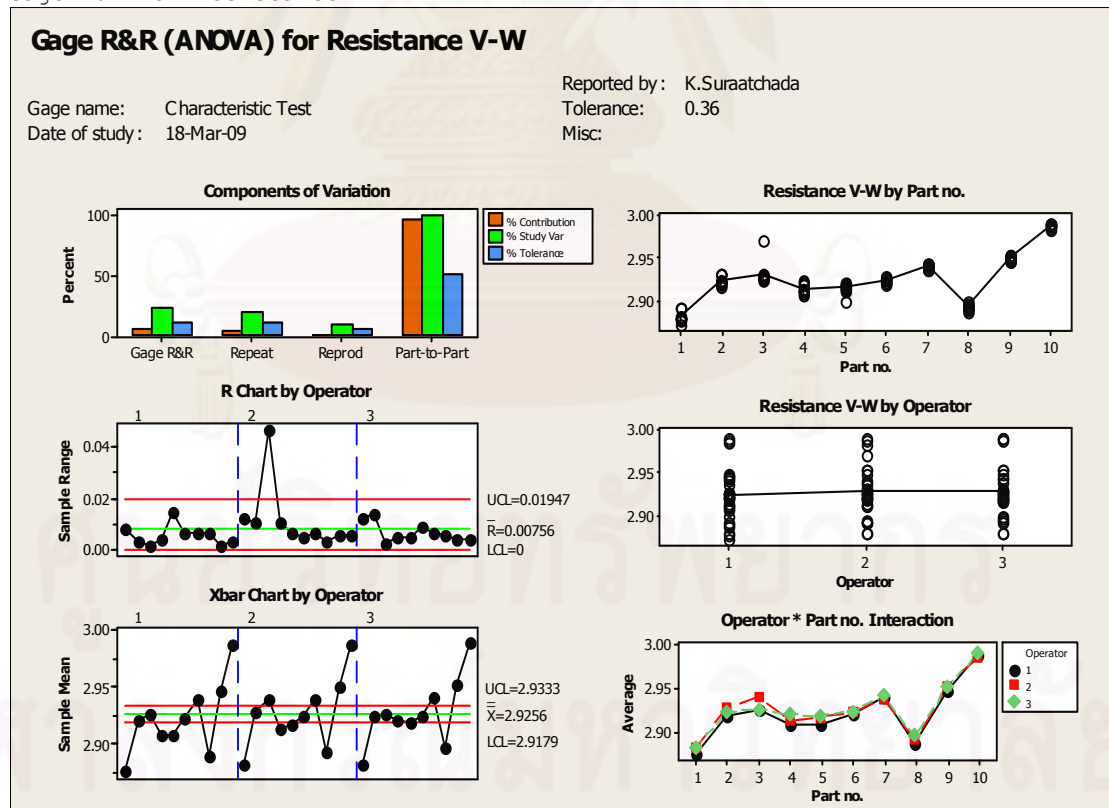 Gage R&R (ANOVA) for Resistance V-W
Gage name: Characteristic Test
Date of study: 18-Mar-09
Reported by: K.Suraatchada
Tolerance: 0.36
Misc:
Components of Variation
Percent
100
50
0
Gage R&R Repeat Reprod Part-to-Part
% Contribution
% Study Var
% Tolerance
R Chart by Operator
1 2 3
Sample Range
0.04
0.02
0.00
UCL=0.01947
R=0.00756
LCL=0
Xbar Chart by Operator
1 2 3
Sample Mean
3.00
2.95
2.90
UCL=2.9333
X=2.9256
LCL=2.9179
Resistance V-W by Part no.
3.00
2.95
2.90
1 2 3 4 5 6 7 8 9 10
Part no.
Resistance V-W by Operator
3.00
2.95
2.90
1 2 3
Operator
Operator * Part no. Interaction
Average
3.00
2.95
2.90
1 2 3 4 5 6 7 8 9 10
Part no.
Operator
1
2
3